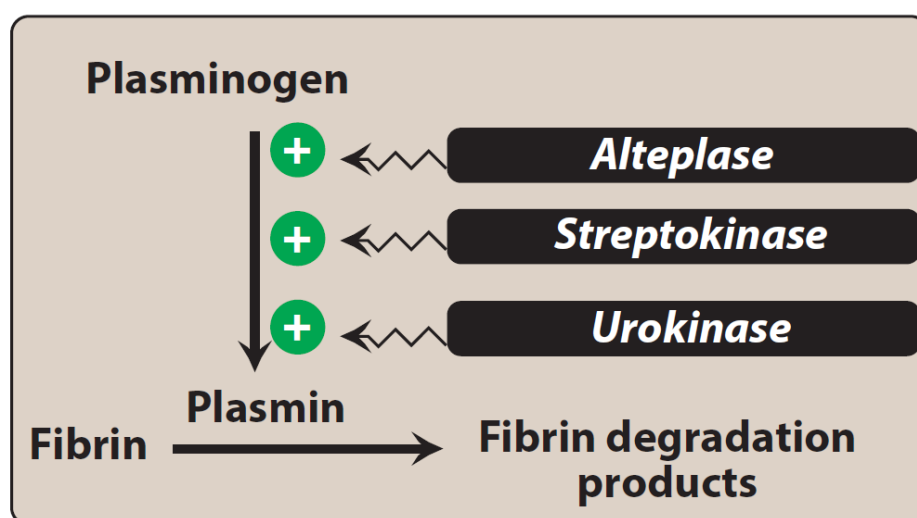 Plasminogen
+
Alteplase
+
Streptokinase
+
Urokinase
Plasmin
Fibrin
Fibrin degradation
products